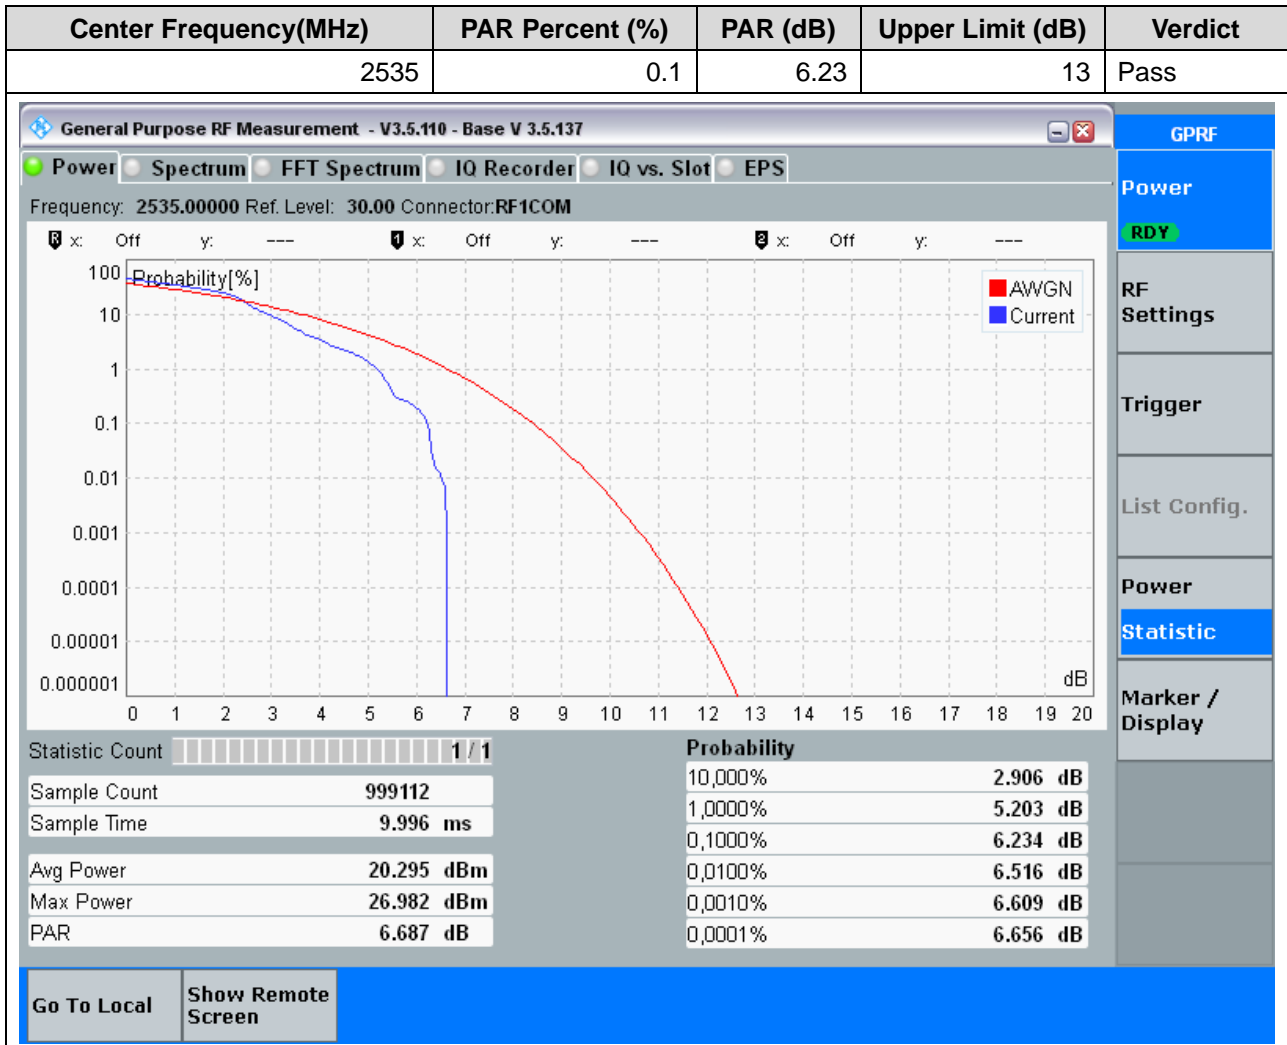 Center Frequency(MHz) PAR Percent (%) PAR (dB) Upper Limit (dB) Verdict
2535 0.1 6.23 13 Pass
General Purpose RF Measurement - V3.5.110 - Base V 3.5.137
GPRF
Power Spectrum FFT Spectrum IQ Recorder IQ vs. Slot EPS
Power
RDY
Frequency: 2535.00000 Ref. Level: 30.00 Connector:RF1COM
R x: Off y: --- 1 x: Off y: --- 2 x: Off y: ---
Probability[%]
AWGN
Current
100
10
1
0.1
0.01
0.001
0.0001
0.00001
0.000001
dB
0 1 2 3 4 5 6 7 8 9 10 11 12 13 14 15 16 17 18 19 20
RF
Settings
Trigger
List Config.
Power
Statistic
Marker /
Display
Statistic Count 1 / 1
Sample Count 999112
Sample Time 9.996 ms
Avg Power 20.295 dBm
Max Power 26.982 dBm
PAR 6.687 dB
Probability
10,000% 2.906 dB
1,0000% 5.203 dB
0,1000% 6.234 dB
0,0100% 6.516 dB
0,0010% 6.609 dB
0,0001% 6.656 dB
Go To Local
Show Remote
Screen